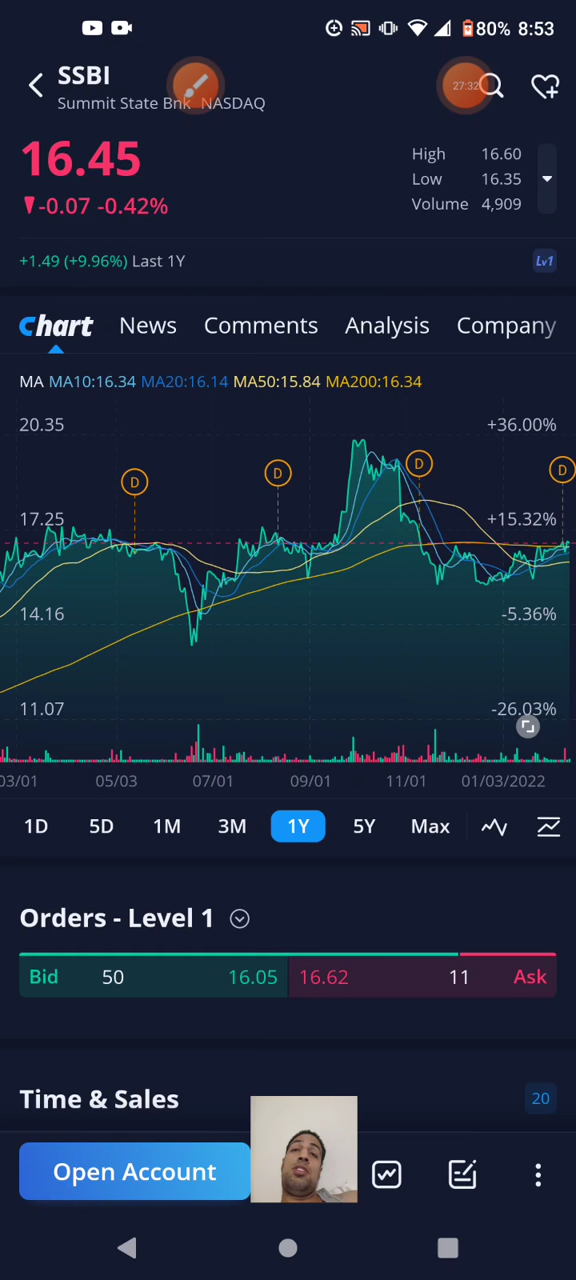 80% 8:53
SSBI
Summit State Bnk NASDAQ
27:32
16.45
-0.07 -0.42%
High 16.60
Low 16.35
Volume 4,909
+1.49 (+9.96%) Last 1Y
Lv1
Chart News Comments Analysis Company
MA MA10:16.34 MA20:16.14 MA50:15.84 MA200:16.34
20.35 +36.00%
D D D D
17.25 +15.32%
14.16 -5.36%
11.07 -26.03%
03/01 05/03 07/01 09/01 11/01 01/03/2022
1D 5D 1M 3M 1Y 5Y Max
Orders - Level 1
Bid 50 16.05 16.62 11 Ask
Time & Sales 20
Open Account